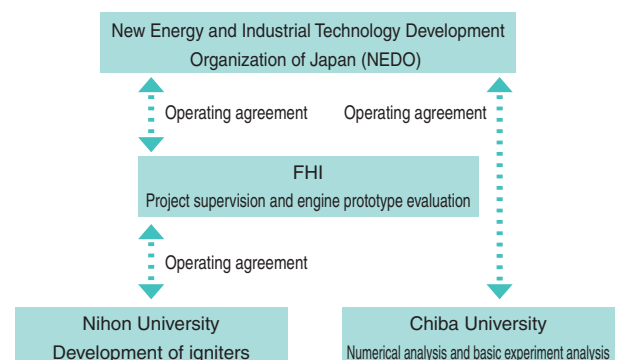 New Energy and Industrial Technology Development
Organization of Japan (NEDO)
Operating agreement
Operating agreement
FHI
Project supervision and engine prototype evaluation
Operating agreement
Nihon University
Development of igniters
Chiba University
Numerical analysis and basic experiment analysis